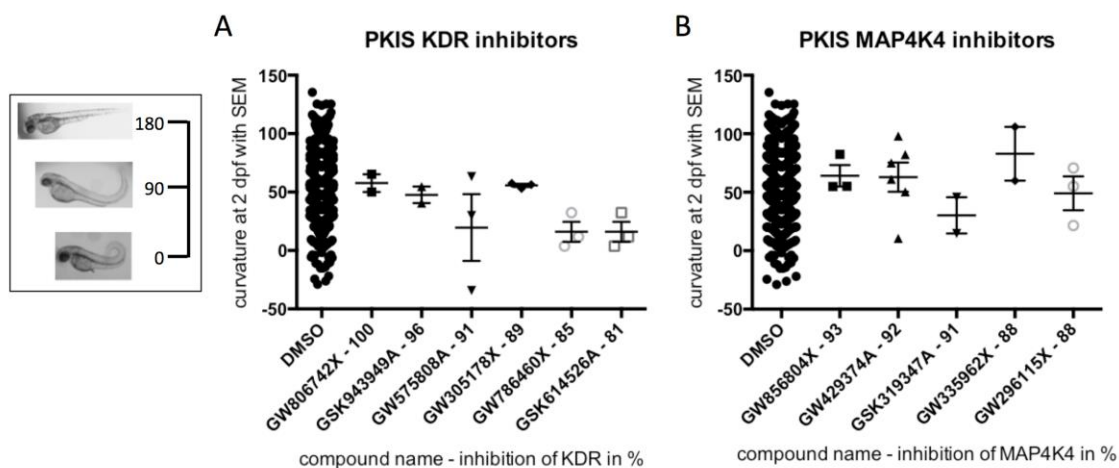 A
PKIS KDR inhibitors
180
90
0
curvature at 2 dpf with SEM
150
100
50
0
-50
DMSO
GW806742X - 100
GSK943949A - 96
GW575808A - 91
GW305178X - 89
GW786460X - 85
GSK614526A - 81
compound name - inhibition of KDR in %
B
PKIS MAP4K4 inhibitors
curvature at 2 dpf with SEM
150
100
50
0
-50
DMSO
GW856804X - 93
GW429374A - 92
GSK319347A - 91
GW335962X - 88
GW296115X - 88
compound name - inhibition of MAP4K4 in %